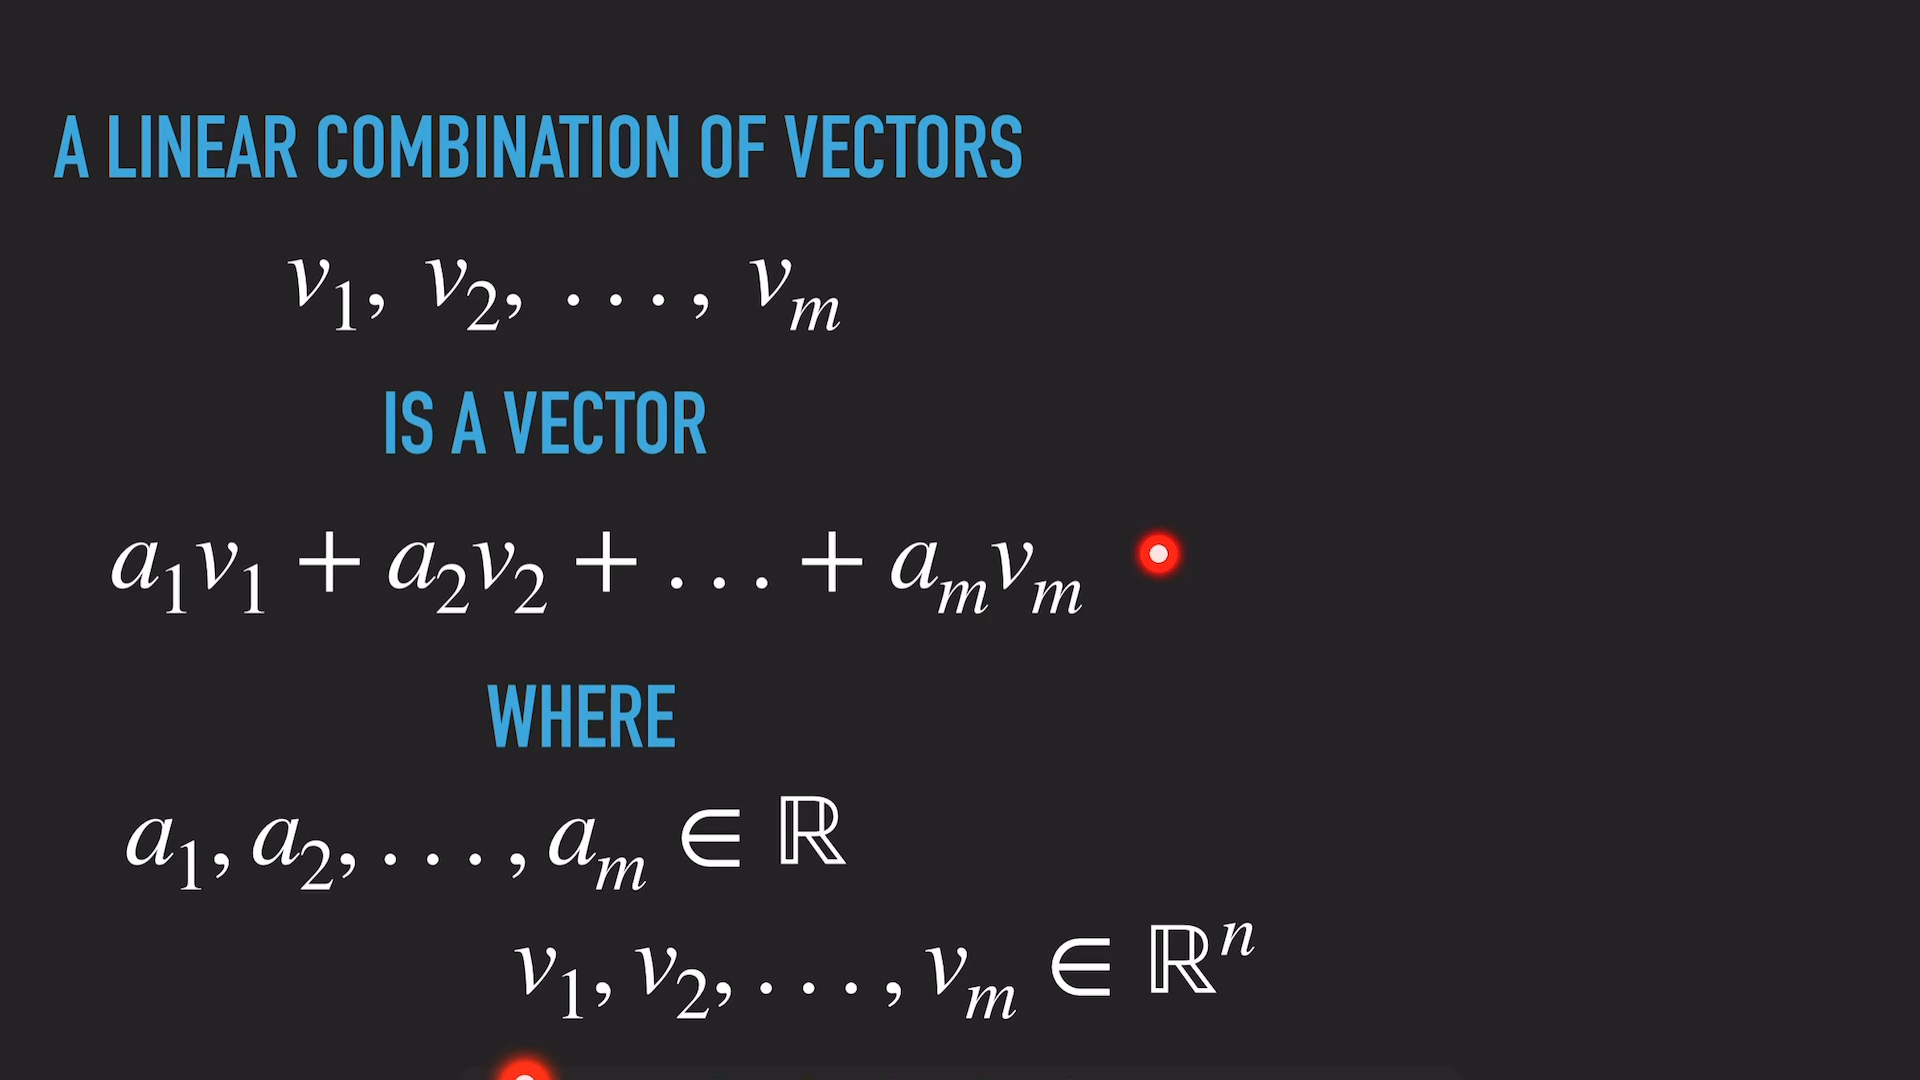 A LINEAR COMBINATION OF VECTORS
v₁, v₂, . . . , vₘ
IS A VECTOR
a₁v₁ + a₂v₂ + . . . + aₘvₘ
WHERE
a₁, a₂, . . . , aₘ ∈ ℝ
v₁, v₂, . . . , vₘ ∈ ℝⁿ